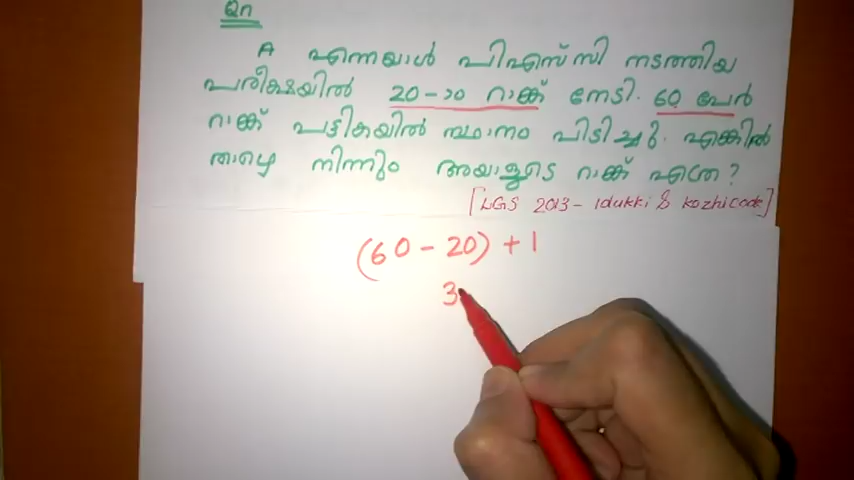 Qn
A എന്നയാൾ പിഎസ്സി നടത്തിയ
പരീക്ഷയിൽ 20-ാം റാങ്ക് നേടി. 60 പേർ
റാങ്ക് പട്ടികയിൽ സ്ഥാനം പിടിച്ചു. എങ്കിൽ
താഴെ നിന്നും അയാളുടെ റാങ്ക് എത്ര?
[LGS 2013 - Idukki & Kozhicode]
(60 - 20) + 1
3